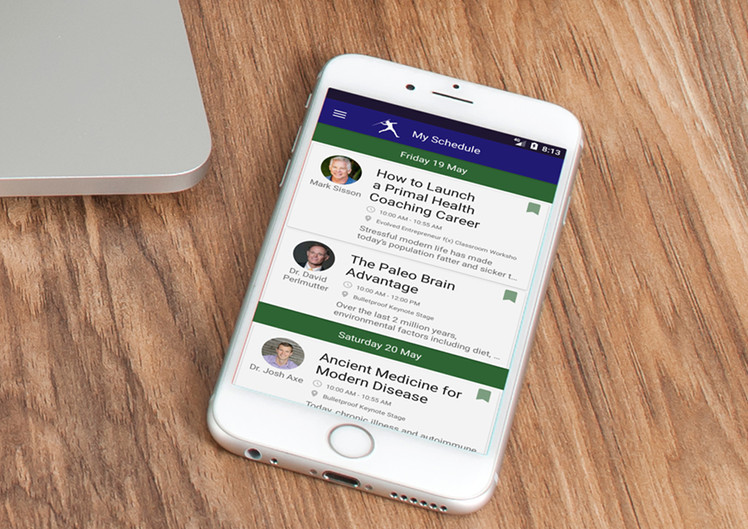 8:13
My Schedule
Friday 19 May
Mark Sisson
How to Launch
a Primal Health
Coaching Career
10:00 AM - 10:55 AM
Evolved Entrepreneur f(x) Classroom Worksho
Stressful modern life has made
today's population fatter and sicker t...
Dr. David
Perlmutter
The Paleo Brain
Advantage
10:00 AM - 12:00 PM
Bulletproof Keynote Stage
Over the last 2 million years,
environmental factors including diet, ...
Saturday 20 May
Dr. Josh Axe
Ancient Medicine for
Modern Disease
10:00 AM - 10:55 AM
Bulletproof Keynote Stage
Today, chronic illness and autoimmune